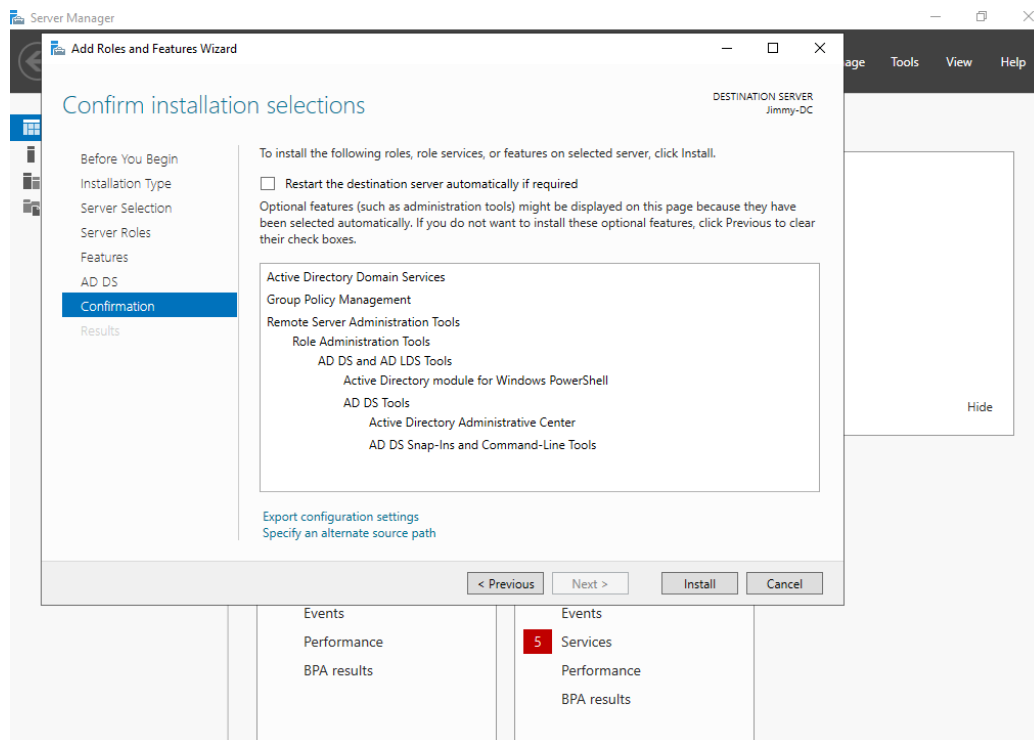 Server Manager
Add Roles and Features Wizard
age Tools View Help
Confirm installation selections
DESTINATION SERVER
Jimmy-DC
Before You Begin
Installation Type
Server Selection
Server Roles
Features
AD DS
Confirmation
Results
To install the following roles, role services, or features on selected server, click Install.
Restart the destination server automatically if required
Optional features (such as administration tools) might be displayed on this page because they have
been selected automatically. If you do not want to install these optional features, click Previous to clear
their check boxes.
Active Directory Domain Services
Group Policy Management
Remote Server Administration Tools
Role Administration Tools
AD DS and AD LDS Tools
Active Directory module for Windows PowerShell
AD DS Tools
Active Directory Administrative Center
AD DS Snap-Ins and Command-Line Tools
Export configuration settings
Specify an alternate source path
< Previous Next > Install Cancel
Hide
Events
Performance
BPA results
Events
5 Services
Performance
BPA results